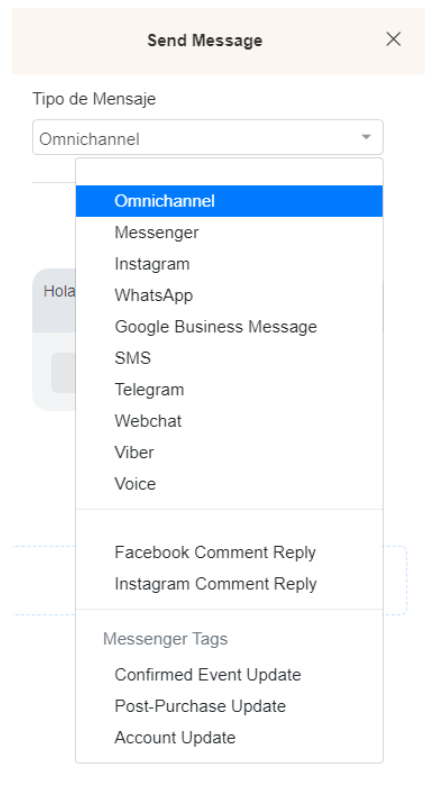 Send Message
Tipo de Mensaje
Omnichannel
Omnichannel
Messenger
Instagram
Hola
WhatsApp
Google Business Message
SMS
Telegram
Webchat
Viber
Voice
Facebook Comment Reply
Instagram Comment Reply
Messenger Tags
Confirmed Event Update
Post-Purchase Update
Account Update